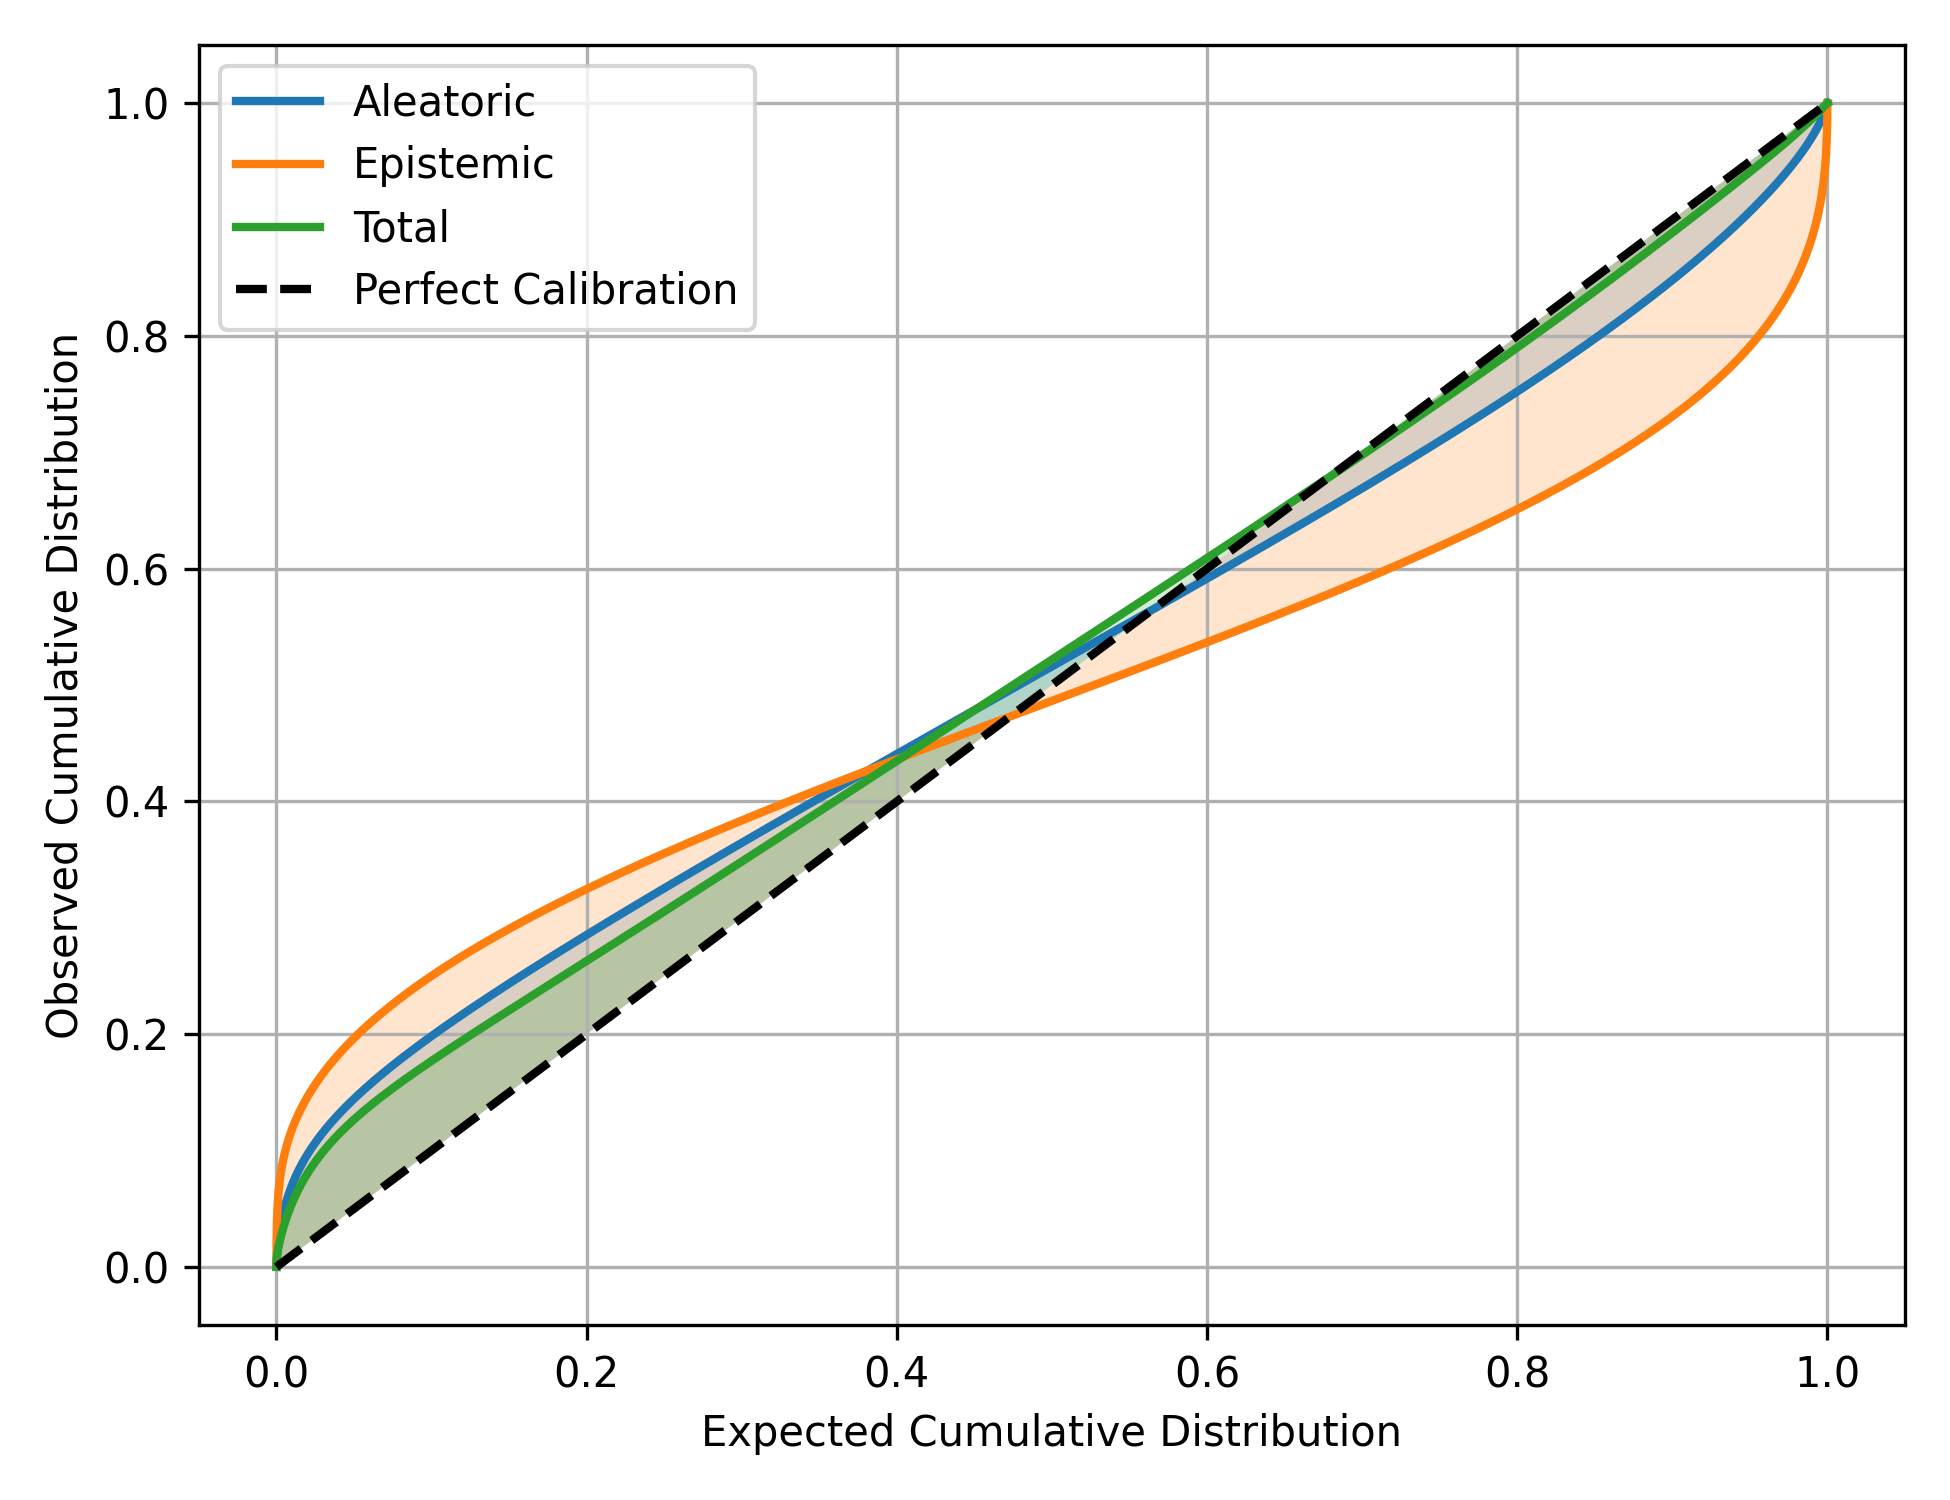 Aleatoric
Epistemic
Total
Perfect Calibration
1.0
0.8
0.6
0.4
0.2
0.0
Observed Cumulative Distribution
0.0 0.2 0.4 0.6 0.8 1.0
Expected Cumulative Distribution